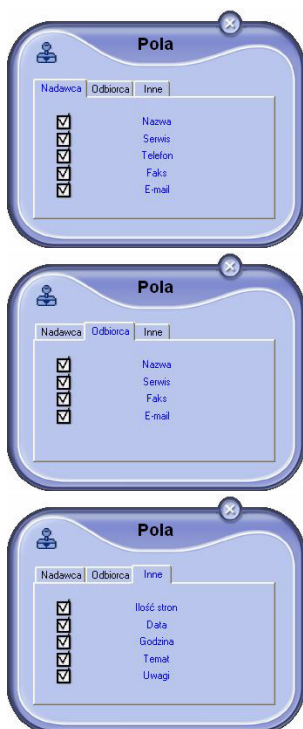 Pola
Nadawca Odbiorca Inne
Nazwa
Serwis
Telefon
Faks
E-mail
Pola
Nadawca Odbiorca Inne
Nazwa
Serwis
Faks
E-mail
Pola
Nadawca Odbiorca Inne
Ilość stron
Data
Godzina
Temat
Uwagi